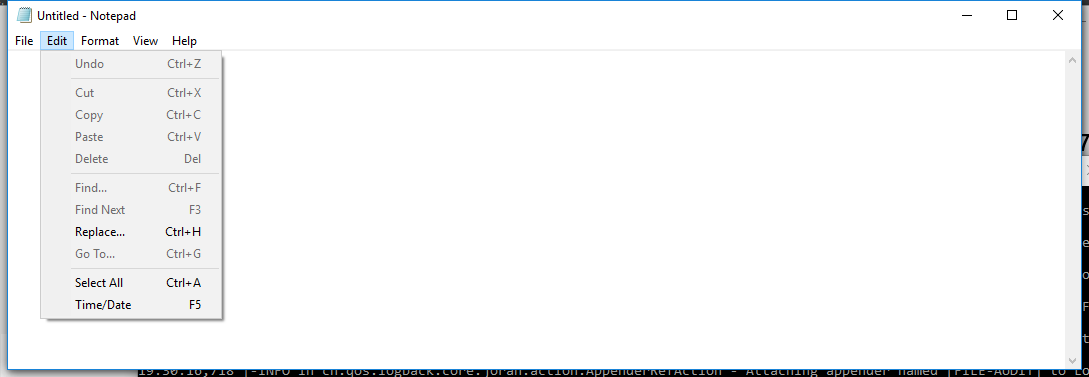 Untitled - Notepad
File Edit Format View Help
Undo Ctrl+Z
Cut Ctrl+X
Copy Ctrl+C
Paste Ctrl+V
Delete Del
Find... Ctrl+F
Find Next F3
Replace... Ctrl+H
Go To... Ctrl+G
Select All Ctrl+A
Time/Date F5
7
s
e
o
F
t
19:30:16,718 |-INFO in ch.qos.logback.core.joran.action.AppenderRefAction - Attaching appender named [FILE-AUDIT] to Lo